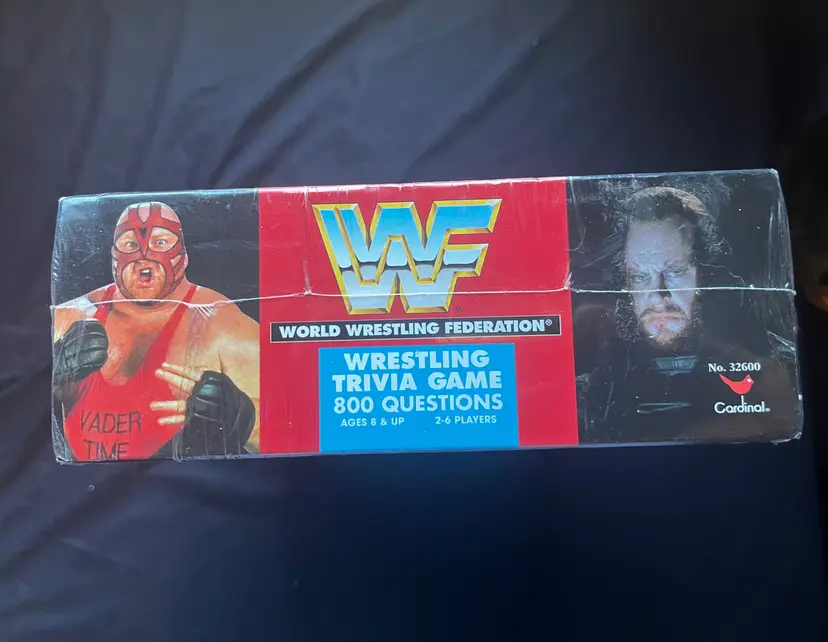 WF
WORLD WRESTLING FEDERATION®
WRESTLING
TRIVIA GAME
800 QUESTIONS
AGES 8 & UP 2-6 PLAYERS
VADER
TIME
No. 32600
Cardinal™